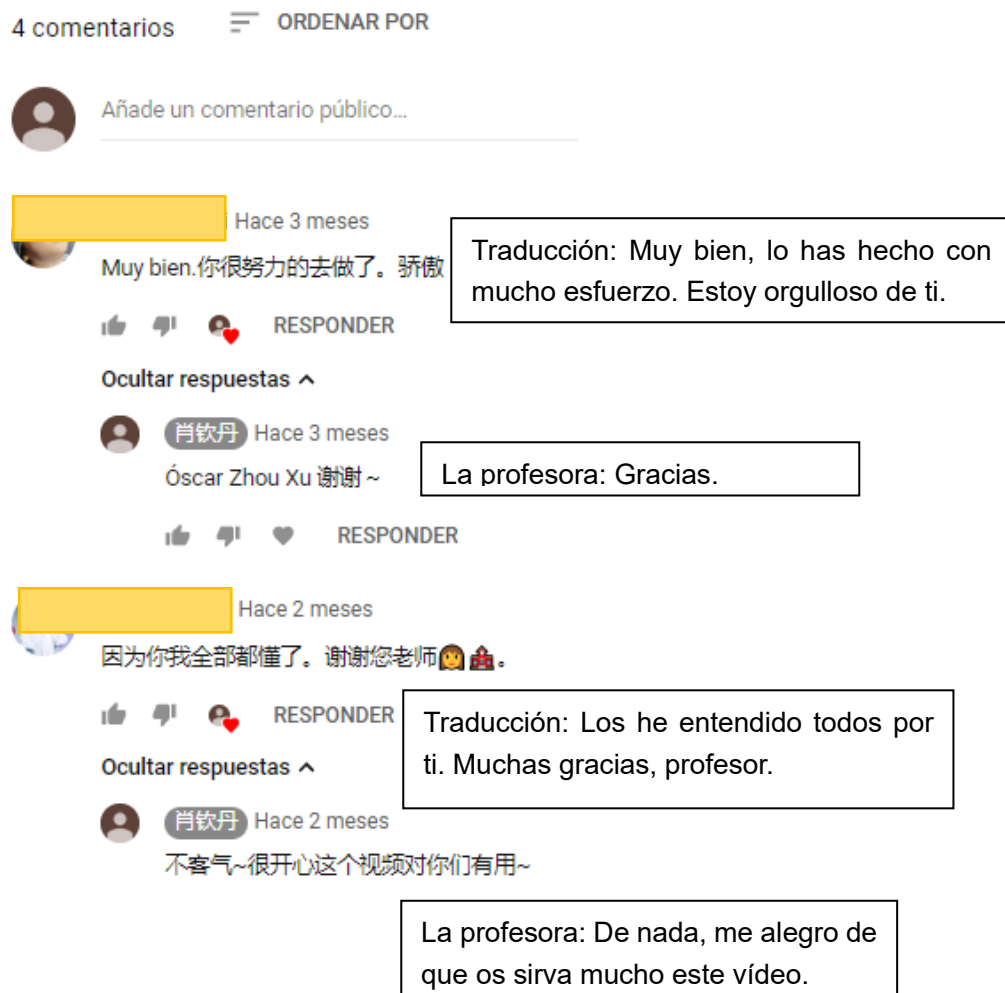 4 comentarios
ORDENAR POR
Añade un comentario público...
Hace 3 meses
Muy bien.你很努力的去做了。骄傲
Traducción: Muy bien, lo has hecho con
mucho esfuerzo. Estoy orgulloso de ti.
RESPONDER
Ocultar respuestas
肖钦丹 Hace 3 meses
Óscar Zhou Xu 谢谢~
La profesora: Gracias.
RESPONDER
Hace 2 meses
因为你我全部都懂了。谢谢您老师👩🏫。
RESPONDER
Traducción: Los he entendido todos por
ti. Muchas gracias, profesor.
Ocultar respuestas
肖钦丹 Hace 2 meses
不客气~很开心这个视频对你们有用~
La profesora: De nada, me alegro de
que os sirva mucho este vídeo.